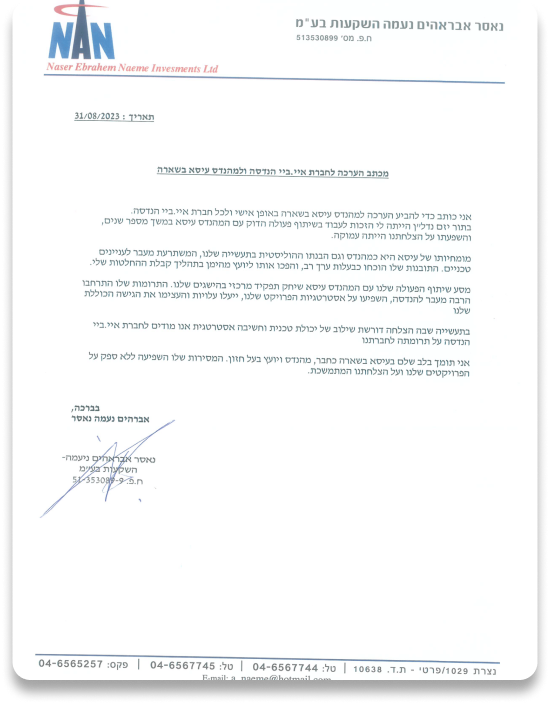 נאסר אבראהים נעמה השקעות בע"מ
ח.פ. מס' 513530899
NAN
Naser Ebrahem Naeme Invesments Ltd
תאריך : 31/08/2023
מכתב הערכה לחברת איי.ביי הנדסה ולמהנדס עיסא בשארה
אני כותב כדי להביע הערכה למהנדס עיסא בשארה באופן אישי ולכל חברת איי.ביי הנדסה.
בתור יזם נדל"ן הייתה לי הזכות לעבוד בשיתוף פעולה הדוק עם המהנדס עיסא במשך מספר שנים,
והשפעתו על הצלחתנו הייתה עמוקה.
מומחיותו של עיסא היא כמהנדס וגם הבנתו ההוליסטית בתעשייה שלנו, המשתרעת מעבר לעניינים
טכניים. התובנות שלו הוכחו כבעלות ערך רב, והפכו אותו ליועץ מהימן בתהליך קבלת ההחלטות שלי.
מסע שיתוף הפעולה שלנו עם המהנדס עיסא שיחק תפקיד מרכזי בהישגים שלנו. התרומות שלו התרחבו
הרבה מעבר להנדסה, השפיעו על אסטרטגיות הפרויקט שלנו, ייעלו עלויות והעצימו את הגישה הכוללת
שלנו
בתעשייה שבה הצלחה דורשת שילוב של יכולת טכנית וחשיבה אסטרטגית אנו מודים לחברת איי.ביי
הנדסה על תרומתה לחברתנו
אני תומך בלב שלם בעיסא בשארה כחבר, מהנדס ויועץ בעל חזון. המסירות שלו השפיעה ללא ספק על
הפרויקטים שלנו ועל הצלחתנו המתמשכת.
בברכה,
אברהים נעמה נאסר
נאסר אבראהים ניעמה-
השקעות בע"מ
ח.פ. 51-353089-9
נצרת 1029/פרטי - ת.ד. 10638 | טל: 04-6567744 | טל: 04-6567745 | פקס: 04-6565257
E-mail: a_naeme@hotmail.com